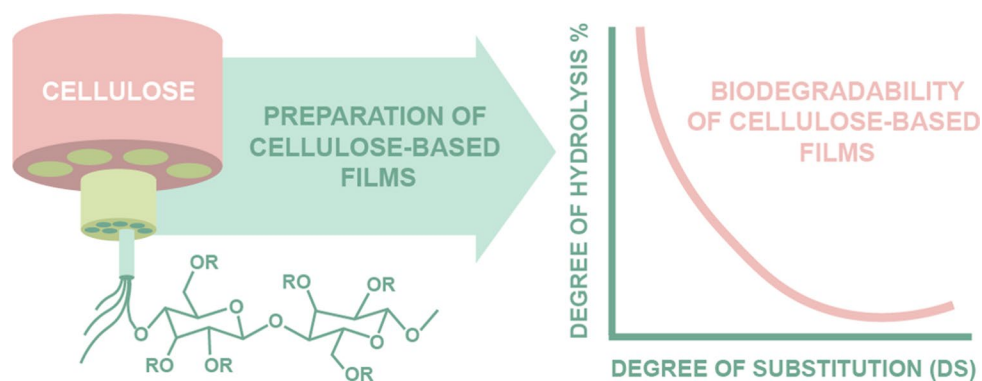 CELLULOSE
PREPARATION OF
CELLULOSE-BASED
FILMS
OR
RO
OR
O
O
O
O
O
RO
OR
OR
DEGREE OF HYDROLYSIS %
BIODEGRADABILITY
OF CELLULOSE-BASED
FILMS
DEGREE OF SUBSTITUTION (DS)